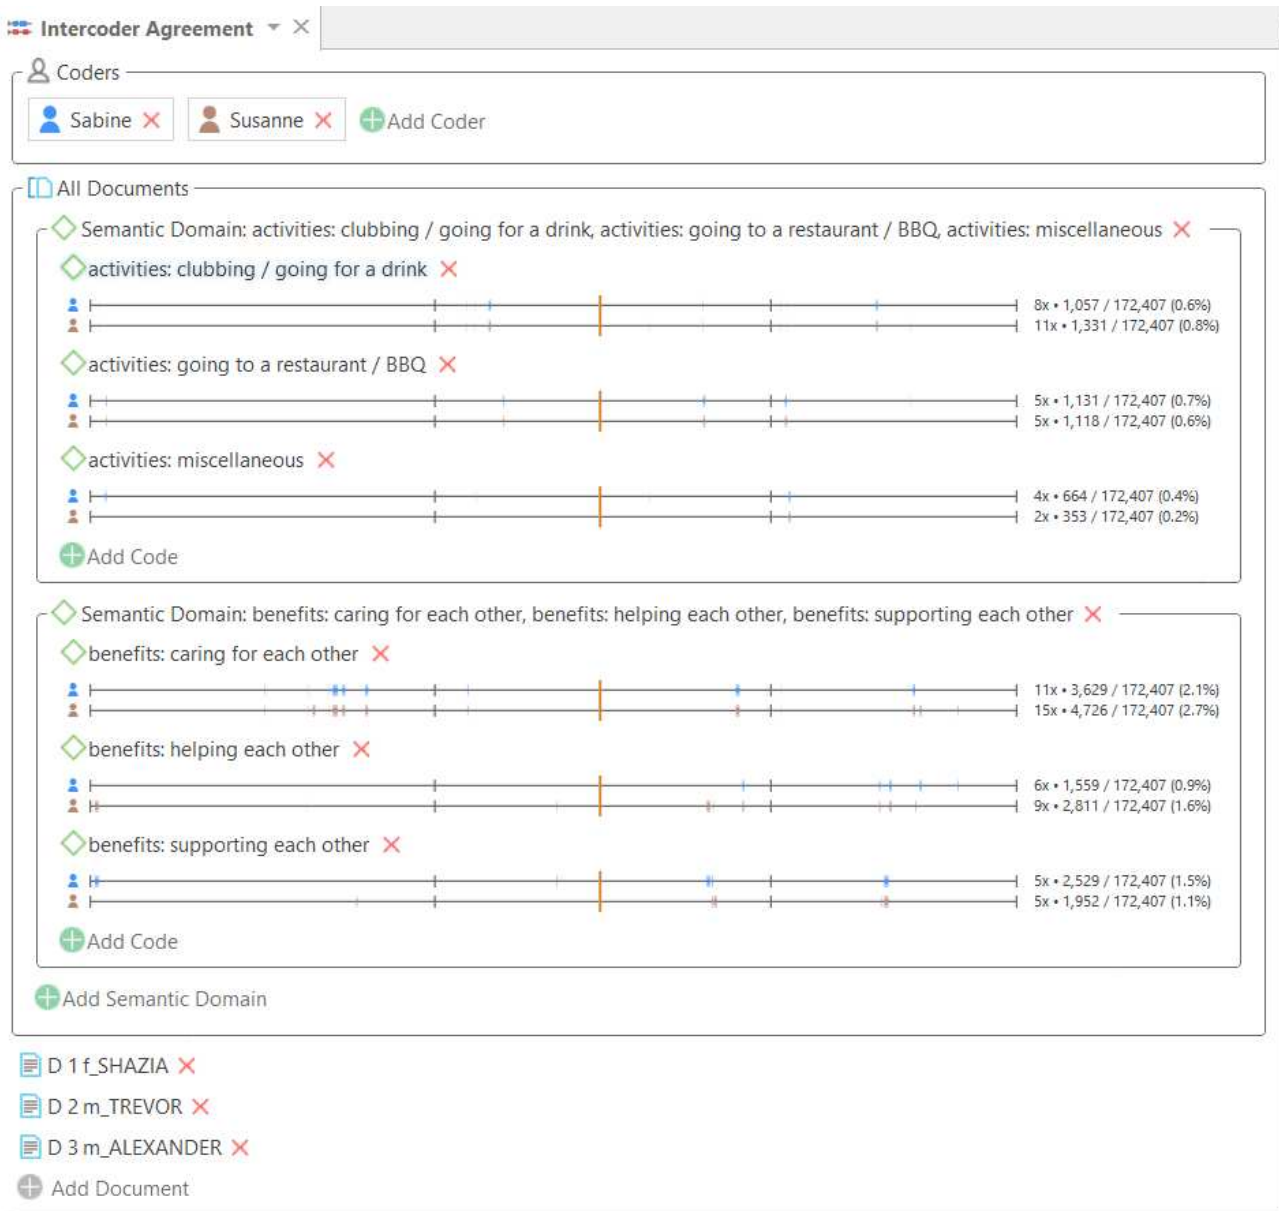 Intercoder Agreement
Coders
Sabine Susanne Add Coder
All Documents
Semantic Domain: activities: clubbing / going for a drink, activities: going to a restaurant / BBQ, activities: miscellaneous
activities: clubbing / going for a drink
8x • 1,057 / 172,407 (0.6%)
11x • 1,331 / 172,407 (0.8%)
activities: going to a restaurant / BBQ
5x • 1,131 / 172,407 (0.7%)
5x • 1,118 / 172,407 (0.6%)
activities: miscellaneous
4x • 664 / 172,407 (0.4%)
2x • 353 / 172,407 (0.2%)
Add Code
Semantic Domain: benefits: caring for each other, benefits: helping each other, benefits: supporting each other
benefits: caring for each other
11x • 3,629 / 172,407 (2.1%)
15x • 4,726 / 172,407 (2.7%)
benefits: helping each other
6x • 1,559 / 172,407 (0.9%)
9x • 2,811 / 172,407 (1.6%)
benefits: supporting each other
5x • 2,529 / 172,407 (1.5%)
5x • 1,952 / 172,407 (1.1%)
Add Code
Add Semantic Domain
D 1 f_SHAZIA
D 2 m_TREVOR
D 3 m_ALEXANDER
Add Document